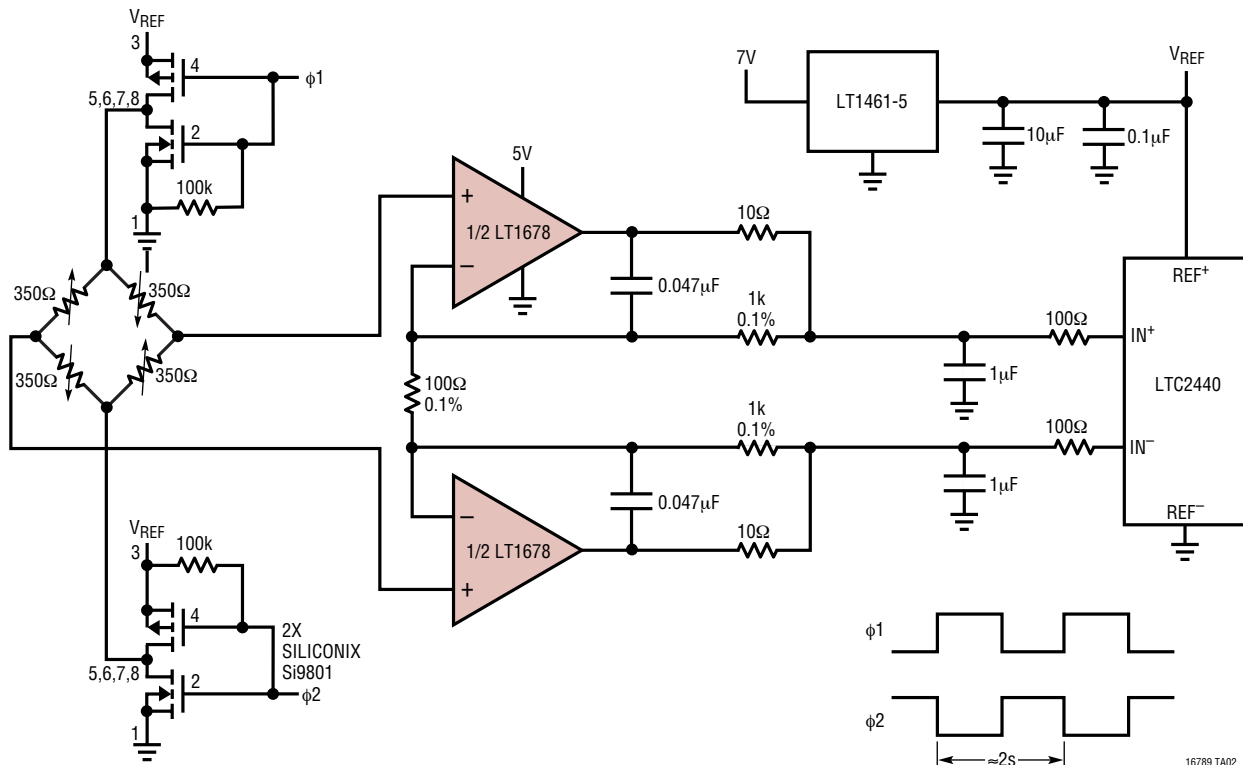 VREF
3
4
ϕ1
5,6,7,8
2
100k
1
350Ω
350Ω
350Ω
350Ω
VREF
3
100k
4
2X
SILICONIX
Si9801
5,6,7,8
2
ϕ2
1
5V
+
1/2 LT1678
–
10Ω
0.047µF
1k
0.1%
100Ω
0.1%
1k
0.1%
0.047µF
–
1/2 LT1678
+
10Ω
7V
LT1461-5
10µF
0.1µF
VREF
REF+
100Ω
IN+
1µF
LTC2440
100Ω
IN–
1µF
REF–
ϕ1
ϕ2
≈2s
16789 TA02